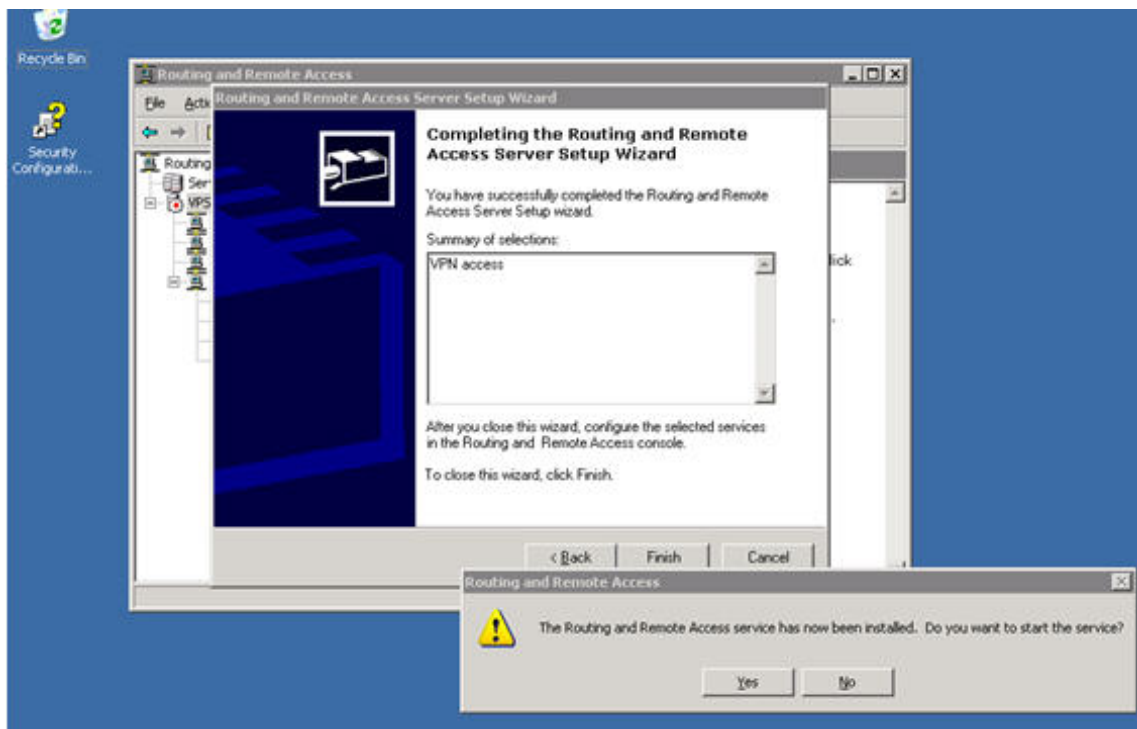 Recycle Bin
Security
Configurati...
Routing and Remote Access
File
Routing and Remote Access Server Setup Wizard
Routing
Ser
VPS
Completing the Routing and Remote
Access Server Setup Wizard
You have successfully completed the Routing and Remote
Access Server Setup wizard.
Summary of selections:
VPN access
After you close this wizard, configure the selected services
in the Routing and Remote Access console.
To close this wizard, click Finish.
lick
< Back
Finish
Cancel
Routing and Remote Access
The Routing and Remote Access service has now been installed. Do you want to start the service?
Yes
No